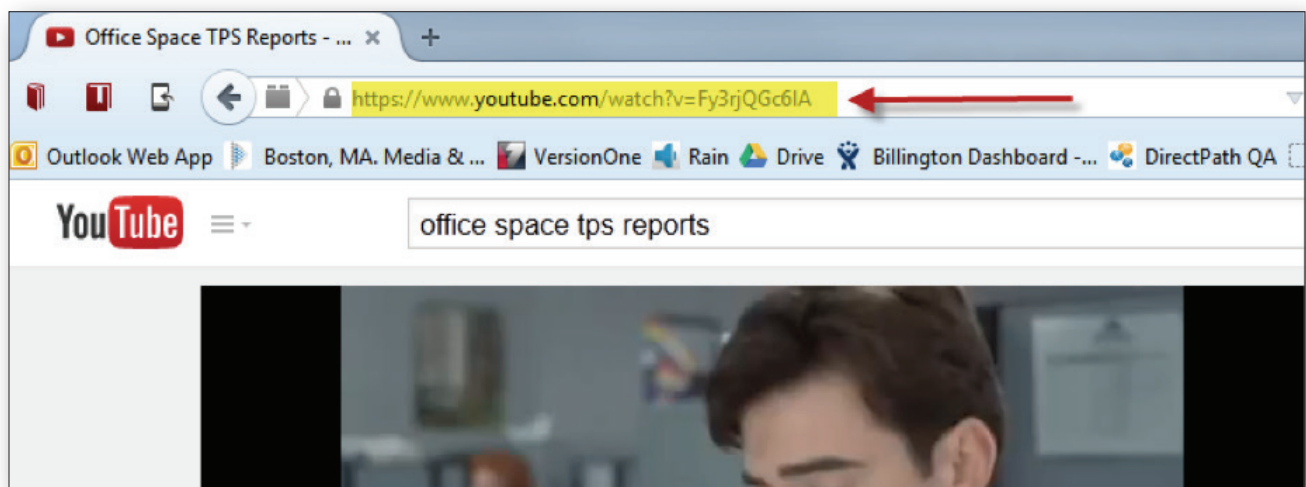 Office Space TPS Reports - ...
https://www.youtube.com/watch?v=Fy3rjQGc6lA
Outlook Web App Boston, MA. Media & ... VersionOne Rain Drive Billington Dashboard -... DirectPath QA
YouTube
office space tps reports